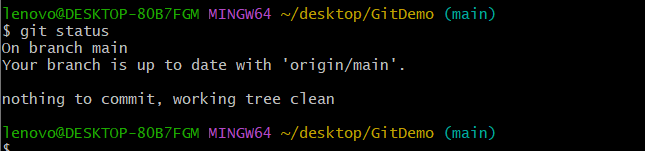 lenovo@DESKTOP-80B7FGM MINGW64 ~/desktop/GitDemo (main)
$ git status
On branch main
Your branch is up to date with 'origin/main'.
nothing to commit, working tree clean
lenovo@DESKTOP-80B7FGM MINGW64 ~/desktop/GitDemo (main)
$